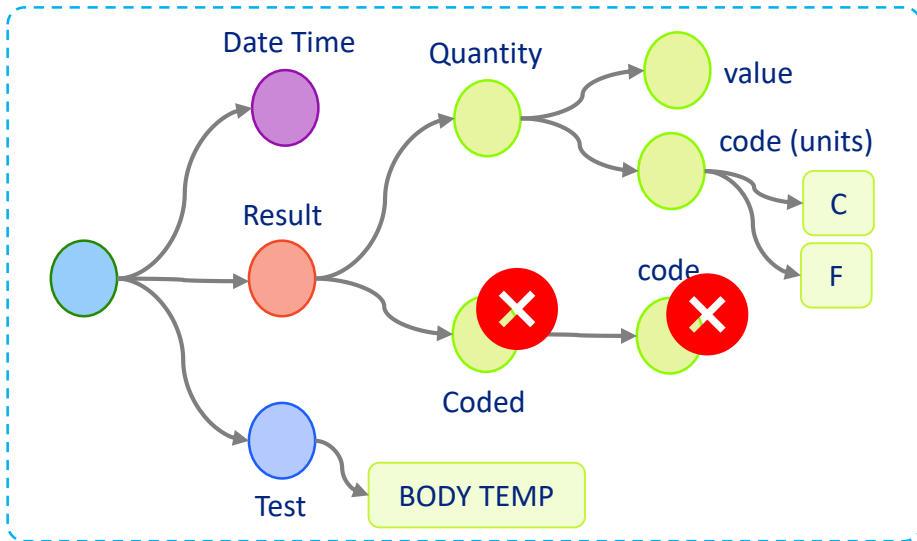 Date Time
Quantity
value
code (units)
C
Result
code
F
Coded
Test
BODY TEMP